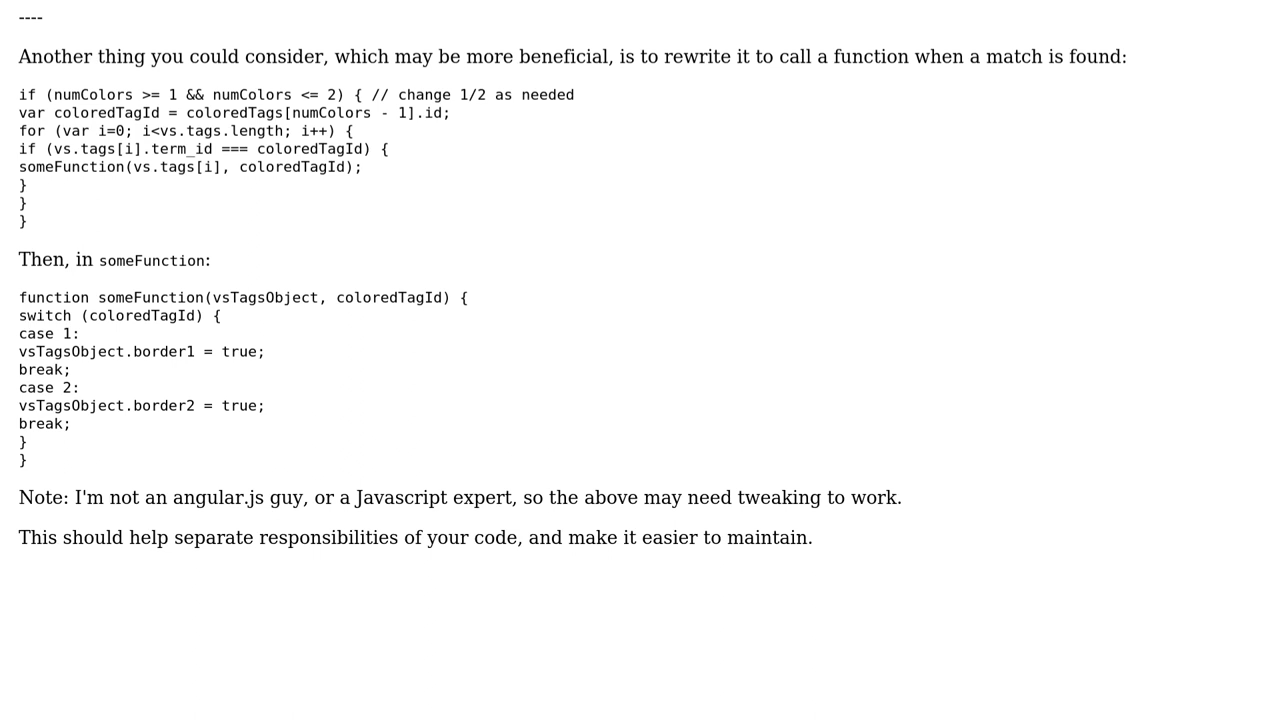 ----
Another thing you could consider, which may be more beneficial, is to rewrite it to call a function when a match is found:
if (numColors >= 1 && numColors <= 2) { // change 1/2 as needed
var coloredTagId = coloredTags[numColors - 1].id;
for (var i=0; i<vs.tags.length; i++) {
if (vs.tags[i].term_id === coloredTagId) {
someFunction(vs.tags[i], coloredTagId);
}
}
}
Then, in someFunction:
function someFunction(vsTagsObject, coloredTagId) {
switch (coloredTagId) {
case 1:
vsTagsObject.border1 = true;
break;
case 2:
vsTagsObject.border2 = true;
break;
}
}
Note: I'm not an angular.js guy, or a Javascript expert, so the above may need tweaking to work.
This should help separate responsibilities of your code, and make it easier to maintain.